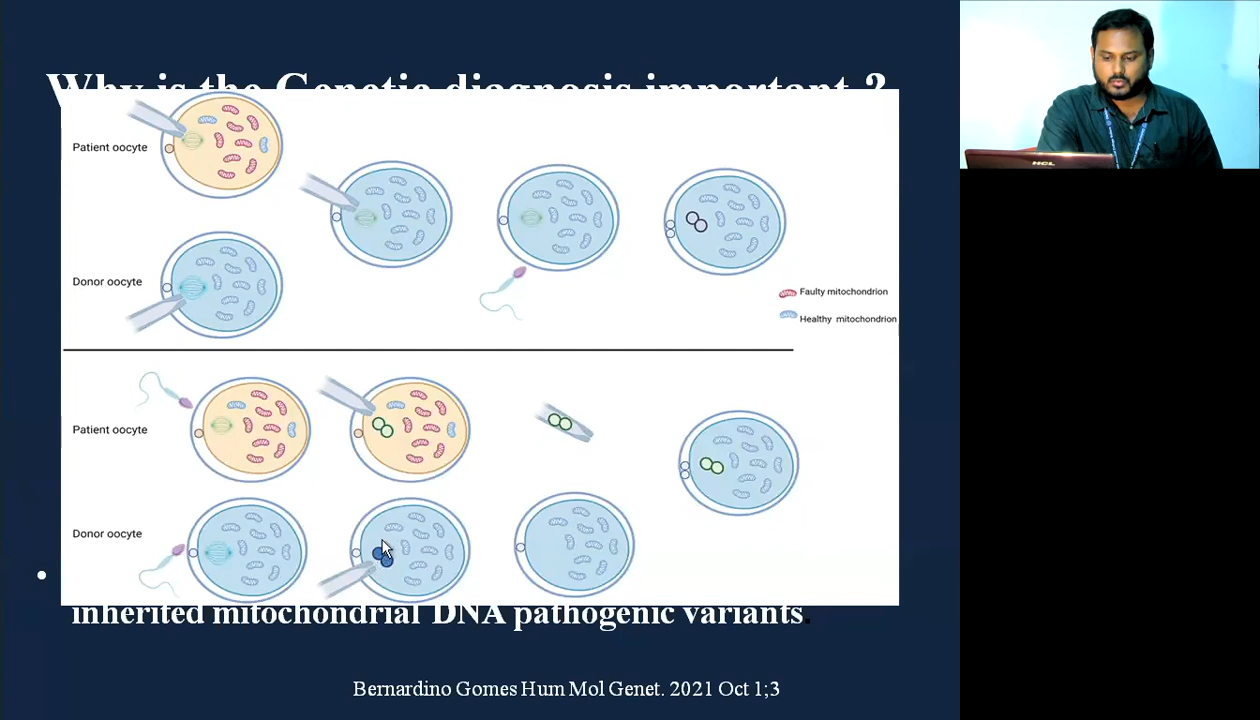 Why is the Genetic diagnosis important ?
Patient oocyte
Donor oocyte
Faulty mitochondrion
Healthy mitochondrion
Patient oocyte
Donor oocyte
inherited mitochondrial DNA pathogenic variants.
Bernardino Gomes Hum Mol Genet. 2021 Oct 1;3
HCL